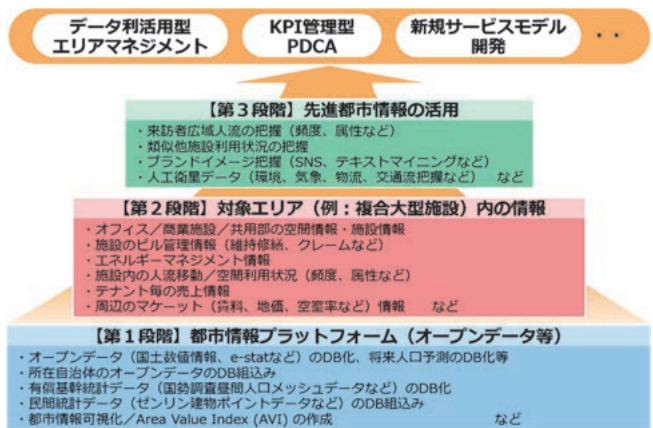 データ利活用型
エリアマネジメント
KPI管理型
PDCA
新規サービスモデル
開発
・・
【第3段階】先進都市情報の活用
・来訪者広域人流の把握（頻度、属性など）
・類似他施設利用状況の把握
・ブランドイメージ把握（SNS、テキストマイニングなど）
・人工衛星データ（環境、気象、物流、交通流把握など） など
【第2段階】対象エリア（例：複合大型施設）内の情報
・オフィス／商業施設／共用部の空間情報・施設情報
・施設のビル管理情報（維持修繕、クレームなど）
・エネルギーマネジメント情報
・施設内の人流移動／空間利用状況（頻度、属性など）
・テナント毎の売上情報
・周辺のマケーット（賃料、地価、空室率など）情報 など
【第1段階】都市情報プラットフォーム（オープンデータ等）
・オープンデータ（国土数値情報、e-statなど）のDB化、将来人口予測のDB化等
・所在自治体のオープンデータのDB組込み
・有償基幹統計データ（国勢調査昼間人口メッシュデータなど）のDB化
・民間統計データ（ゼンリン建物ポイントデータなど）のDB組込み
・都市情報可視化／Area Value Index (AVI) の作成 など